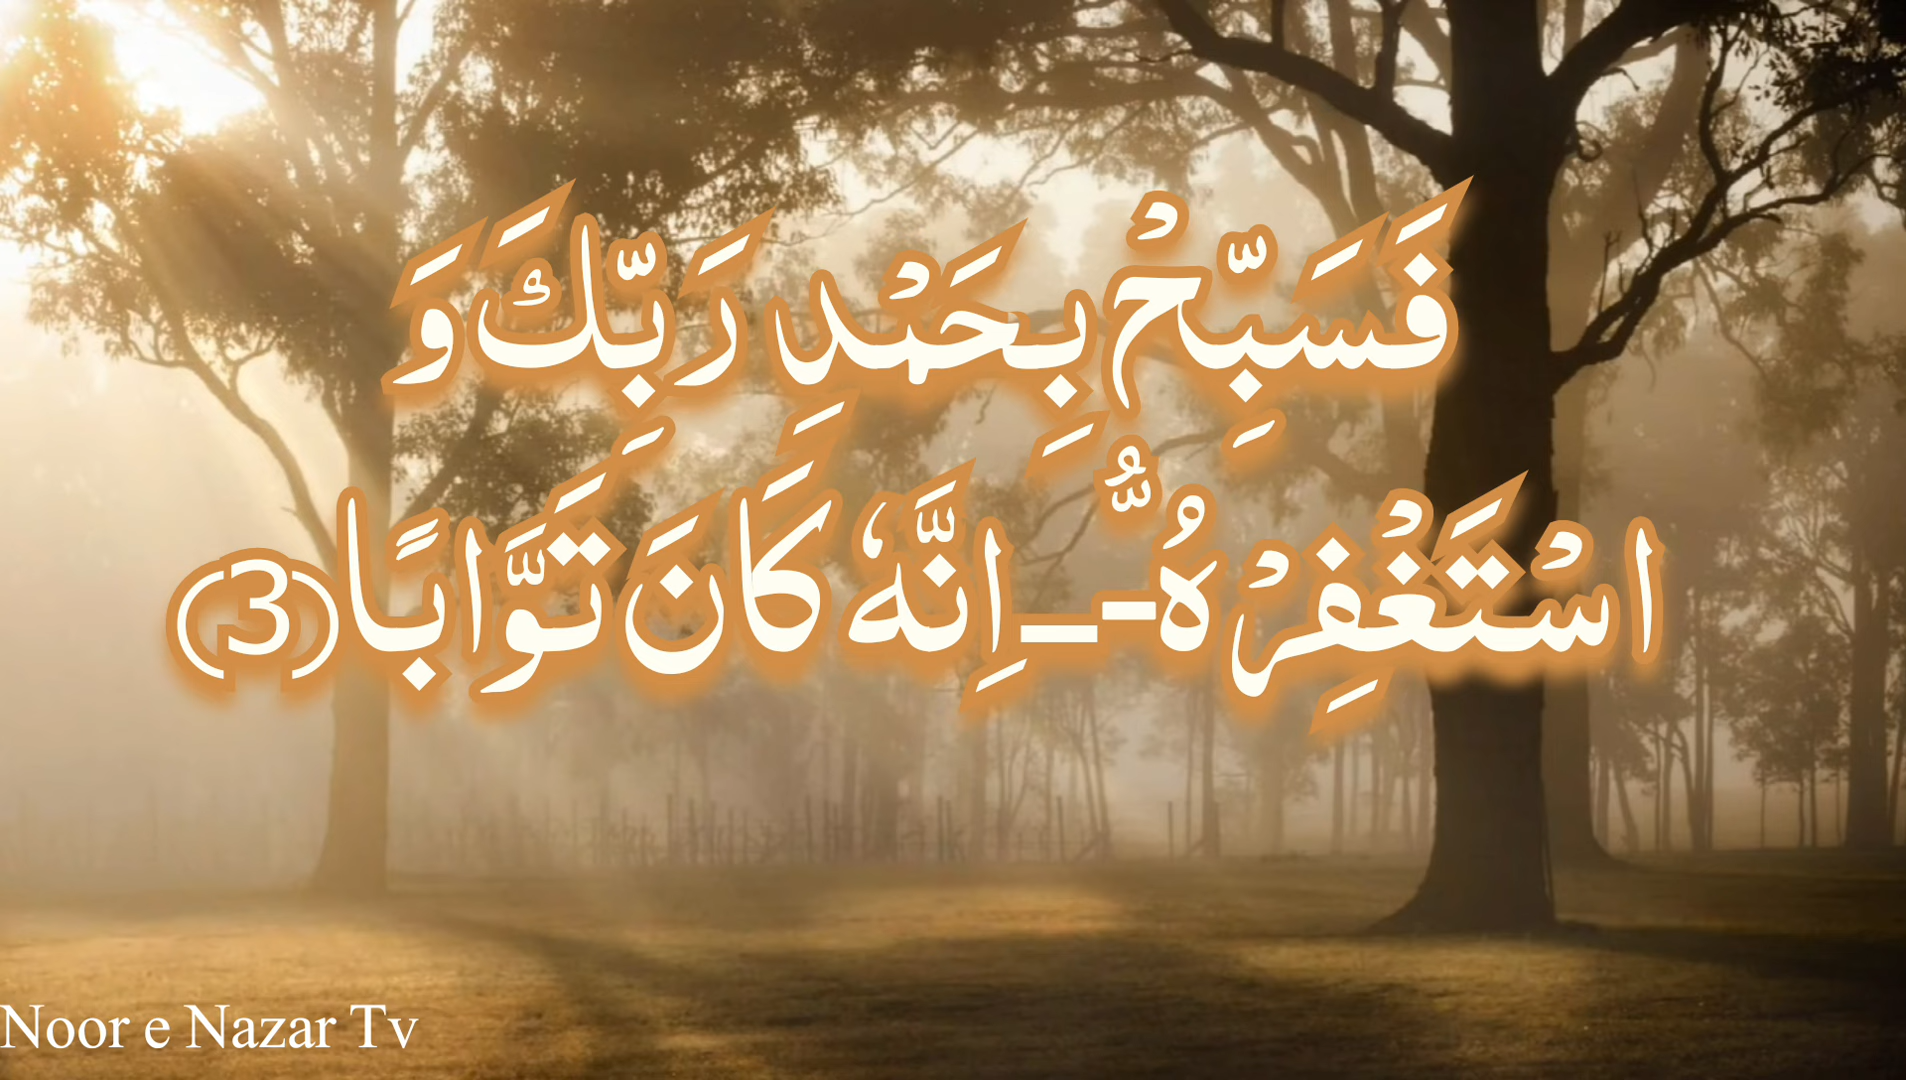 فَسَبِّحْ بِحَمْدِ رَبِّكَ وَ
اسْتَغْفِرْهُ-ﳳ-اِنَّهٗ كَانَ تَوَّابًا(3)
Noor e Nazar Tv